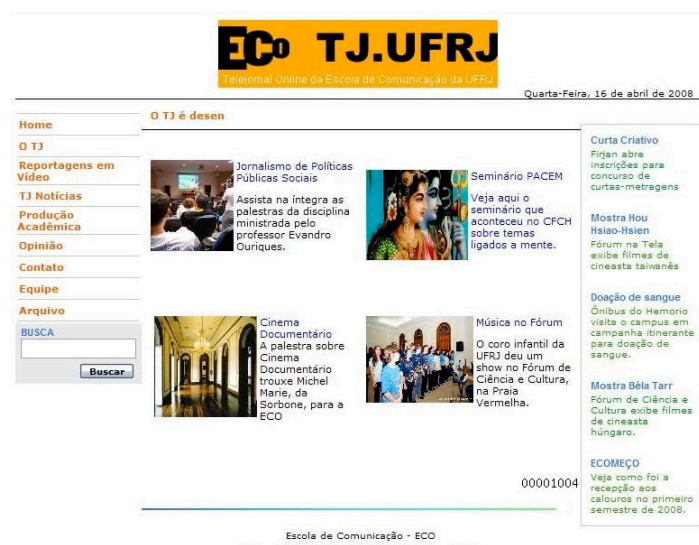 ECo TJ.UFRJ
Telejornal Online da Escola de Comunicação da UFRJ
Quarta-Feira, 16 de abril de 2008
Home
O TJ
Reportagens em
Vídeo
TJ Notícias
Produção
Acadêmica
Opinião
Contato
Equipe
Arquivo
BUSCA
Buscar
O TJ é desen
Jornalismo de Políticas
Públicas Sociais
Assista na íntegra as
palestras da disciplina
ministrada pelo
professor Evandro
Ouriques.
Seminário PACEM
Veja aqui o
seminário que
aconteceu no CFCH
sobre temas
ligados a mente.
Cinema
Documentário
A palestra sobre
Cinema
Documentário
trouxe Michel
Marie, da
Sorbone, para a
ECO
Música no Fórum
O coro infantil da
UFRJ deu um
show no Fórum de
Ciência e Cultura,
na Praia
Vermelha.
00001004
Curta Criativo
Firjan abre
inscrições para
concurso de
curtas-metragens
Mostra Hou
Hsiao-Hsien
Fórum na Tela
exibe filmes de
cineasta taiwanês
Doação de sangue
Ônibus do Hemorio
visita o campus em
campanha itinerante
para doação de
sangue.
Mostra Béla Tarr
Fórum de Ciência e
Cultura exibe filmes
de cineasta
húngaro.
ECOMEÇO
Veja como foi a
recepção aos
calouros no primeiro
semestre de 2008.
Escola de Comunicação - ECO